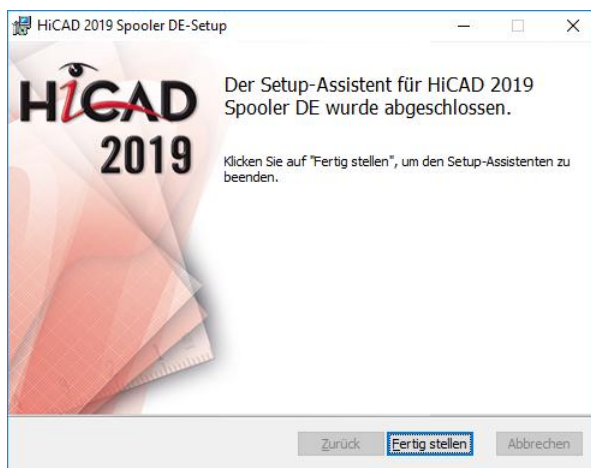 HiCAD 2019 Spooler DE-Setup
HiCAD
2019
Der Setup-Assistent für HiCAD 2019
Spooler DE wurde abgeschlossen.
Klicken Sie auf "Fertig stellen", um den Setup-Assistenten zu
beenden.
Zurück Fertig stellen Abbrechen